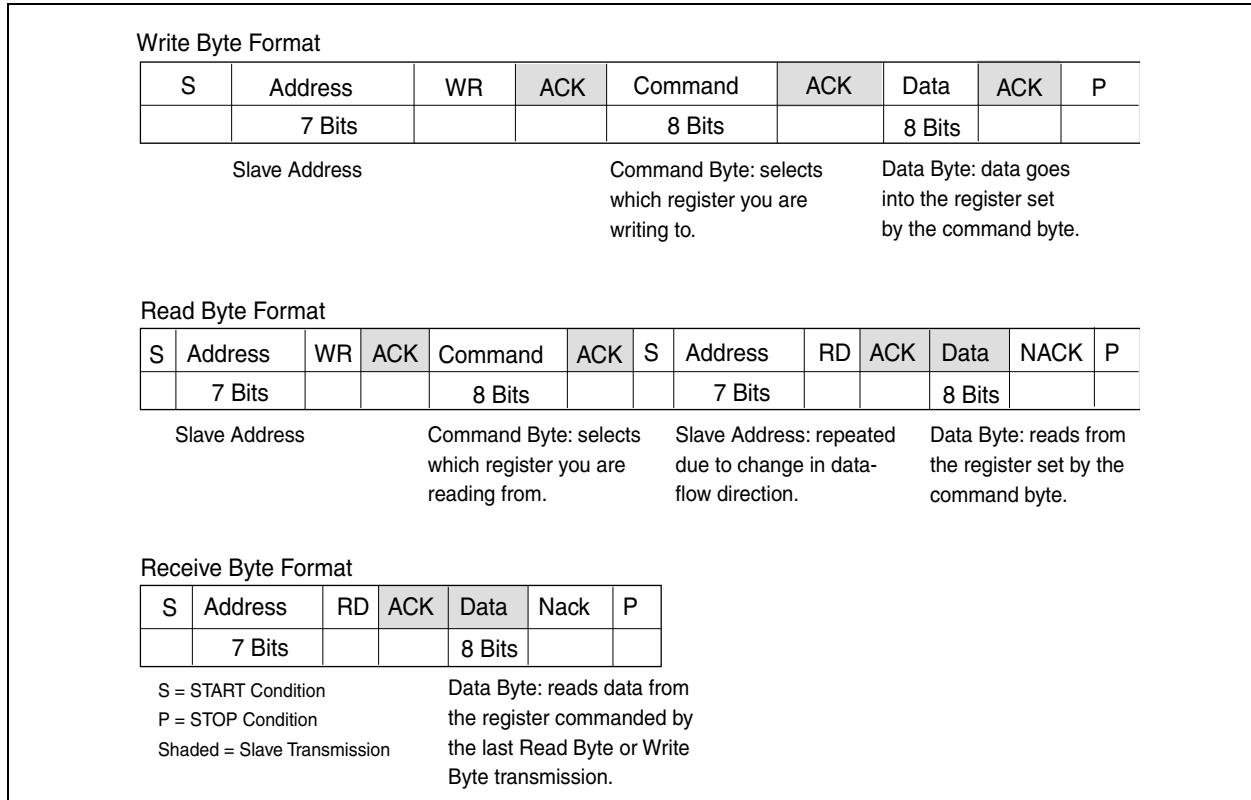 Write Byte Format
S Address WR ACK Command ACK Data ACK P
7 Bits 8 Bits 8 Bits
Slave Address
Command Byte: selects
which register you are
writing to.
Data Byte: data goes
into the register set
by the command byte.
Read Byte Format
S Address WR ACK Command ACK S Address RD ACK Data NACK P
7 Bits 8 Bits 7 Bits 8 Bits
Slave Address
Command Byte: selects
which register you are
reading from.
Slave Address: repeated
due to change in data-
flow direction.
Data Byte: reads from
the register set by the
command byte.
Receive Byte Format
S Address RD ACK Data Nack P
7 Bits 8 Bits
S = START Condition
P = STOP Condition
Shaded = Slave Transmission
Data Byte: reads data from
the register commanded by
the last Read Byte or Write
Byte transmission.